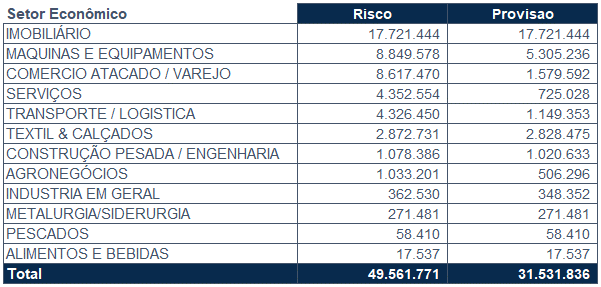 Setor Econômico Risco Provisao
IMOBILIÁRIO 17.721.444 17.721.444
MAQUINAS E EQUIPAMENTOS 8.849.578 5.305.236
COMERCIO ATACADO / VAREJO 8.617.470 1.579.592
SERVIÇOS 4.352.554 725.028
TRANSPORTE / LOGISTICA 4.326.450 1.149.353
TEXTIL & CALÇADOS 2.872.731 2.828.475
CONSTRUÇÃO PESADA / ENGENHARIA 1.078.386 1.020.633
AGRONEGÓCIOS 1.033.201 506.296
INDUSTRIA EM GERAL 362.530 348.352
METALURGIA/SIDERURGIA 271.481 271.481
PESCADOS 58.410 58.410
ALIMENTOS E BEBIDAS 17.537 17.537
Total 49.561.771 31.531.836